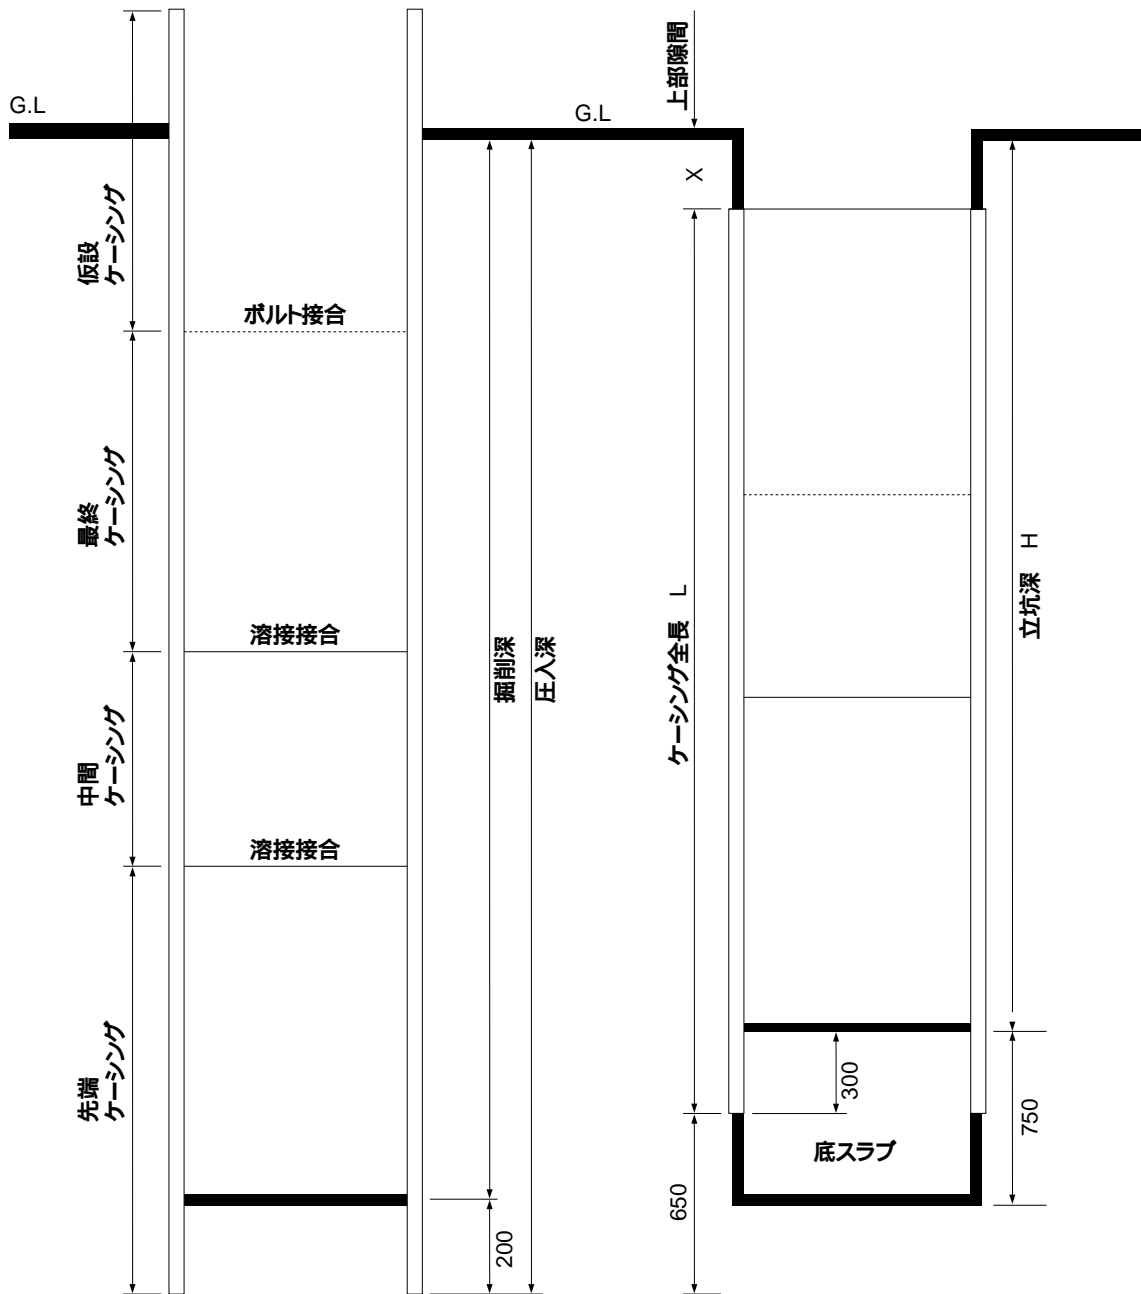 G.L
仮設
ケーシング
ボルト接合
最終
ケーシング
溶接接合
中間
ケーシング
溶接接合
先端
ケーシング
掘削深
圧入深
200
G.L
上部隙間
X
ケーシング全長 L
立坑深 H
300
750
底スラブ
650